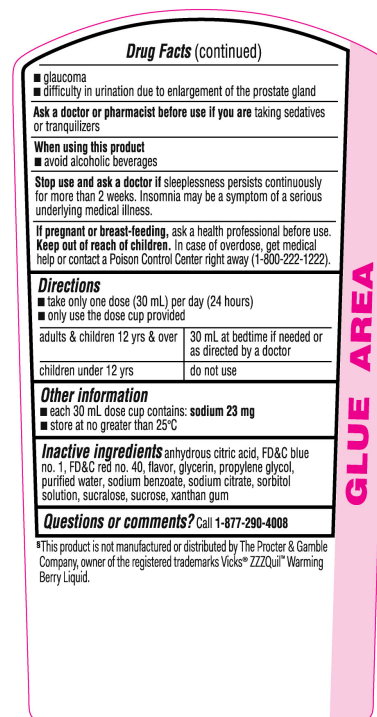 Drug Facts (continued)
■ glaucoma
■ difficulty in urination due to enlargement of the prostate gland
Ask a doctor or pharmacist before use if you are taking sedatives
or tranquilizers
When using this product
■ avoid alcoholic beverages
Stop use and ask a doctor if sleeplessness persists continuously
for more than 2 weeks. Insomnia may be a symptom of a serious
underlying medical illness.
If pregnant or breast-feeding, ask a health professional before use.
Keep out of reach of children. In case of overdose, get medical
help or contact a Poison Control Center right away (1-800-222-1222).
Directions
■ take only one dose (30 mL) per day (24 hours)
■ only use the dose cup provided
adults & children 12 yrs & over 30 mL at bedtime if needed or
as directed by a doctor
children under 12 yrs do not use
Other information
■ each 30 mL dose cup contains: sodium 23 mg
■ store at no greater than 25ºC
Inactive ingredients anhydrous citric acid, FD&C blue
no. 1, FD&C red no. 40, flavor, glycerin, propylene glycol,
purified water, sodium benzoate, sodium citrate, sorbitol
solution, sucralose, sucrose, xanthan gum
Questions or comments? Call 1-877-290-4008
§This product is not manufactured or distributed by The Procter & Gamble
Company, owner of the registered trademarks Vicks® ZZZQuil™ Warming
Berry Liquid.
GLUE AREA